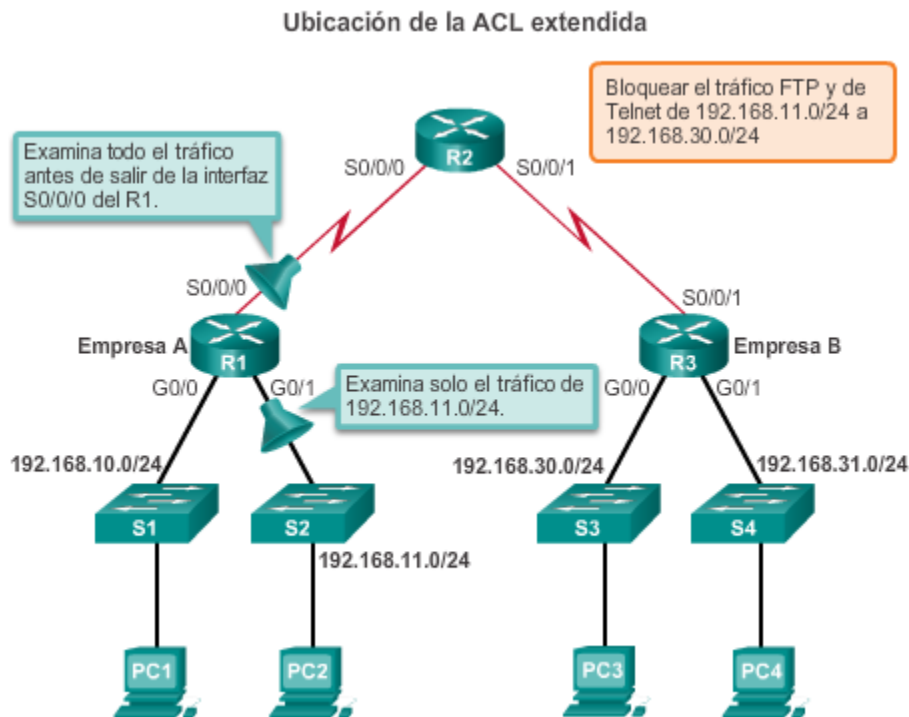 Ubicación de la ACL extendida
Bloquear el tráfico FTP y de
Telnet de 192.168.11.0/24 a
192.168.30.0/24
Examina todo el tráfico
antes de salir de la interfaz
S0/0/0 del R1.
R2
S0/0/0
S0/0/1
S0/0/0
S0/0/1
Empresa A
R1
R3
Empresa B
G0/0
G0/1
Examina solo el tráfico de
192.168.11.0/24.
G0/0
G0/1
192.168.10.0/24
192.168.30.0/24
192.168.31.0/24
S1
S2
S3
S4
192.168.11.0/24
PC1
PC2
PC3
PC4